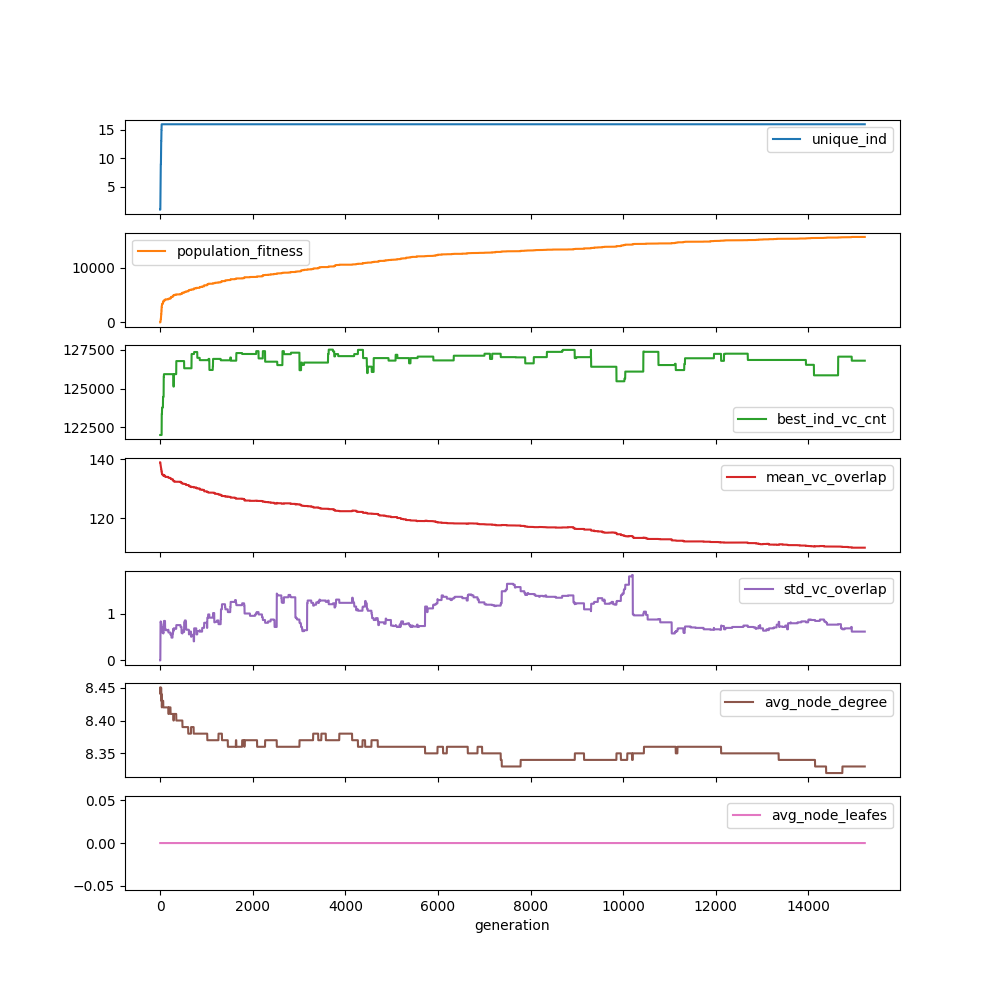 15
10
5
unique_ind
10000
0
population_fitness
127500
125000
122500
best_ind_vc_cnt
140
120
mean_vc_overlap
1
0
std_vc_overlap
8.45
8.40
8.35
avg_node_degree
0.05
0.00
−0.05
avg_node_leafes
0 2000 4000 6000 8000 10000 12000 14000
generation